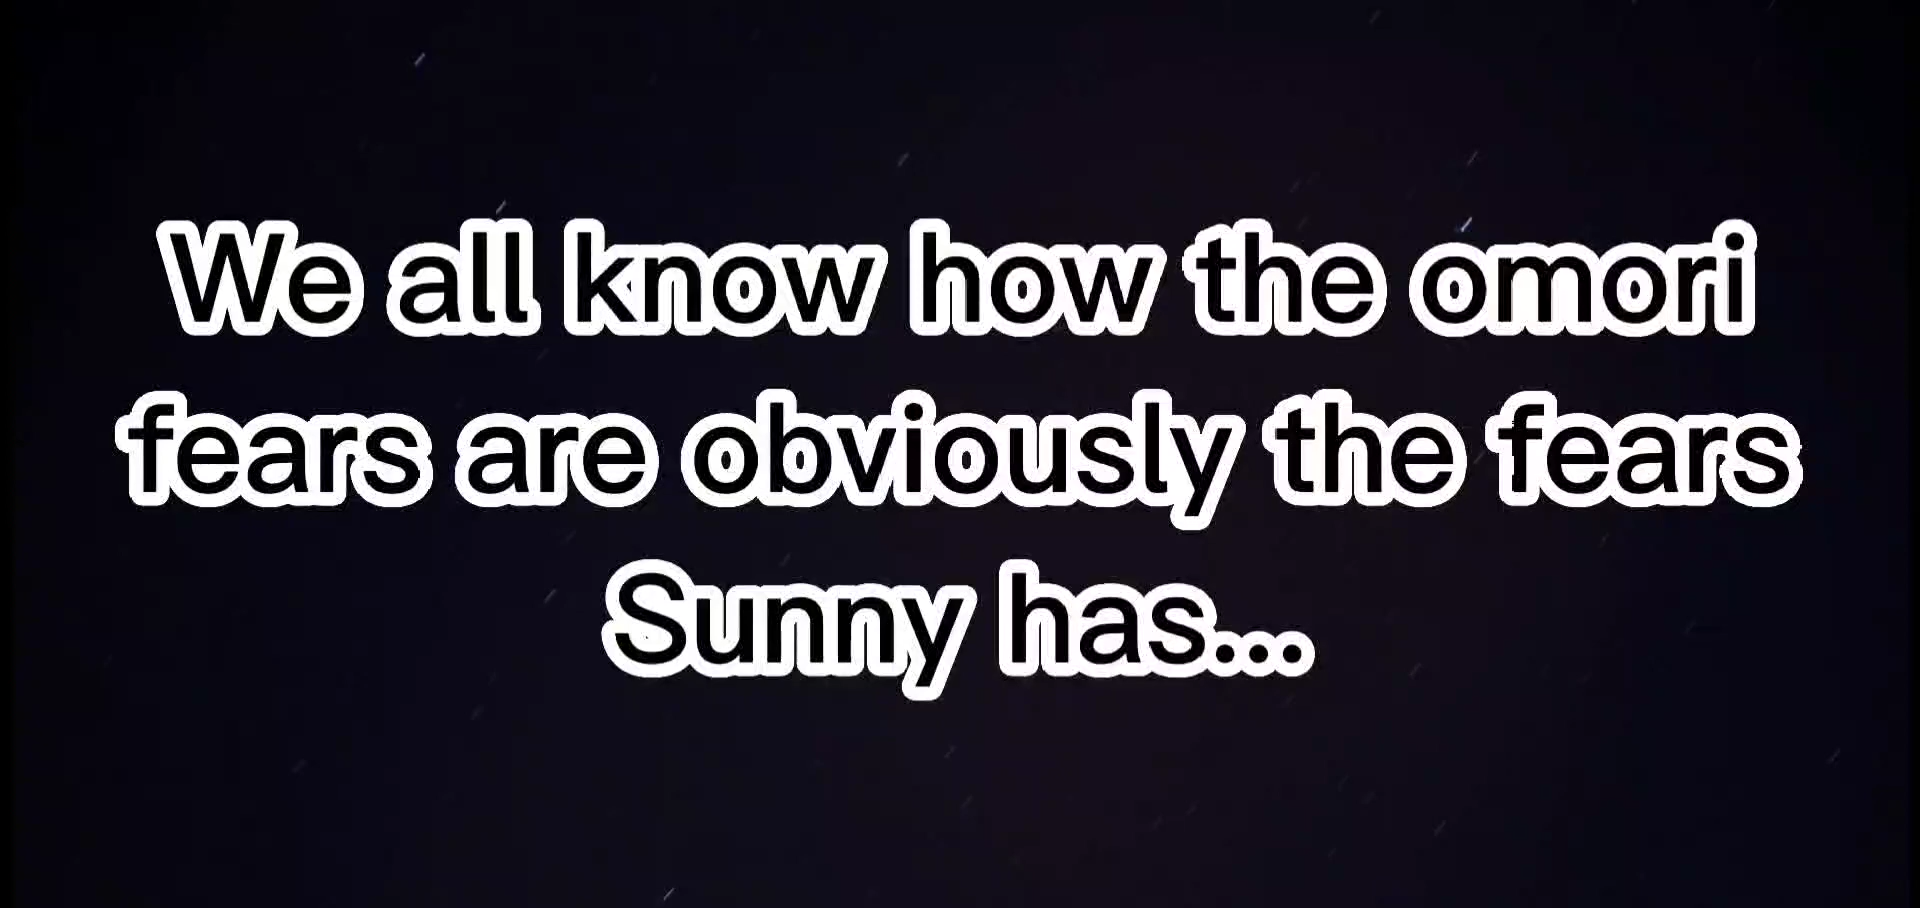 We all know how the omori
fears are obviously the fears
Sunny has...